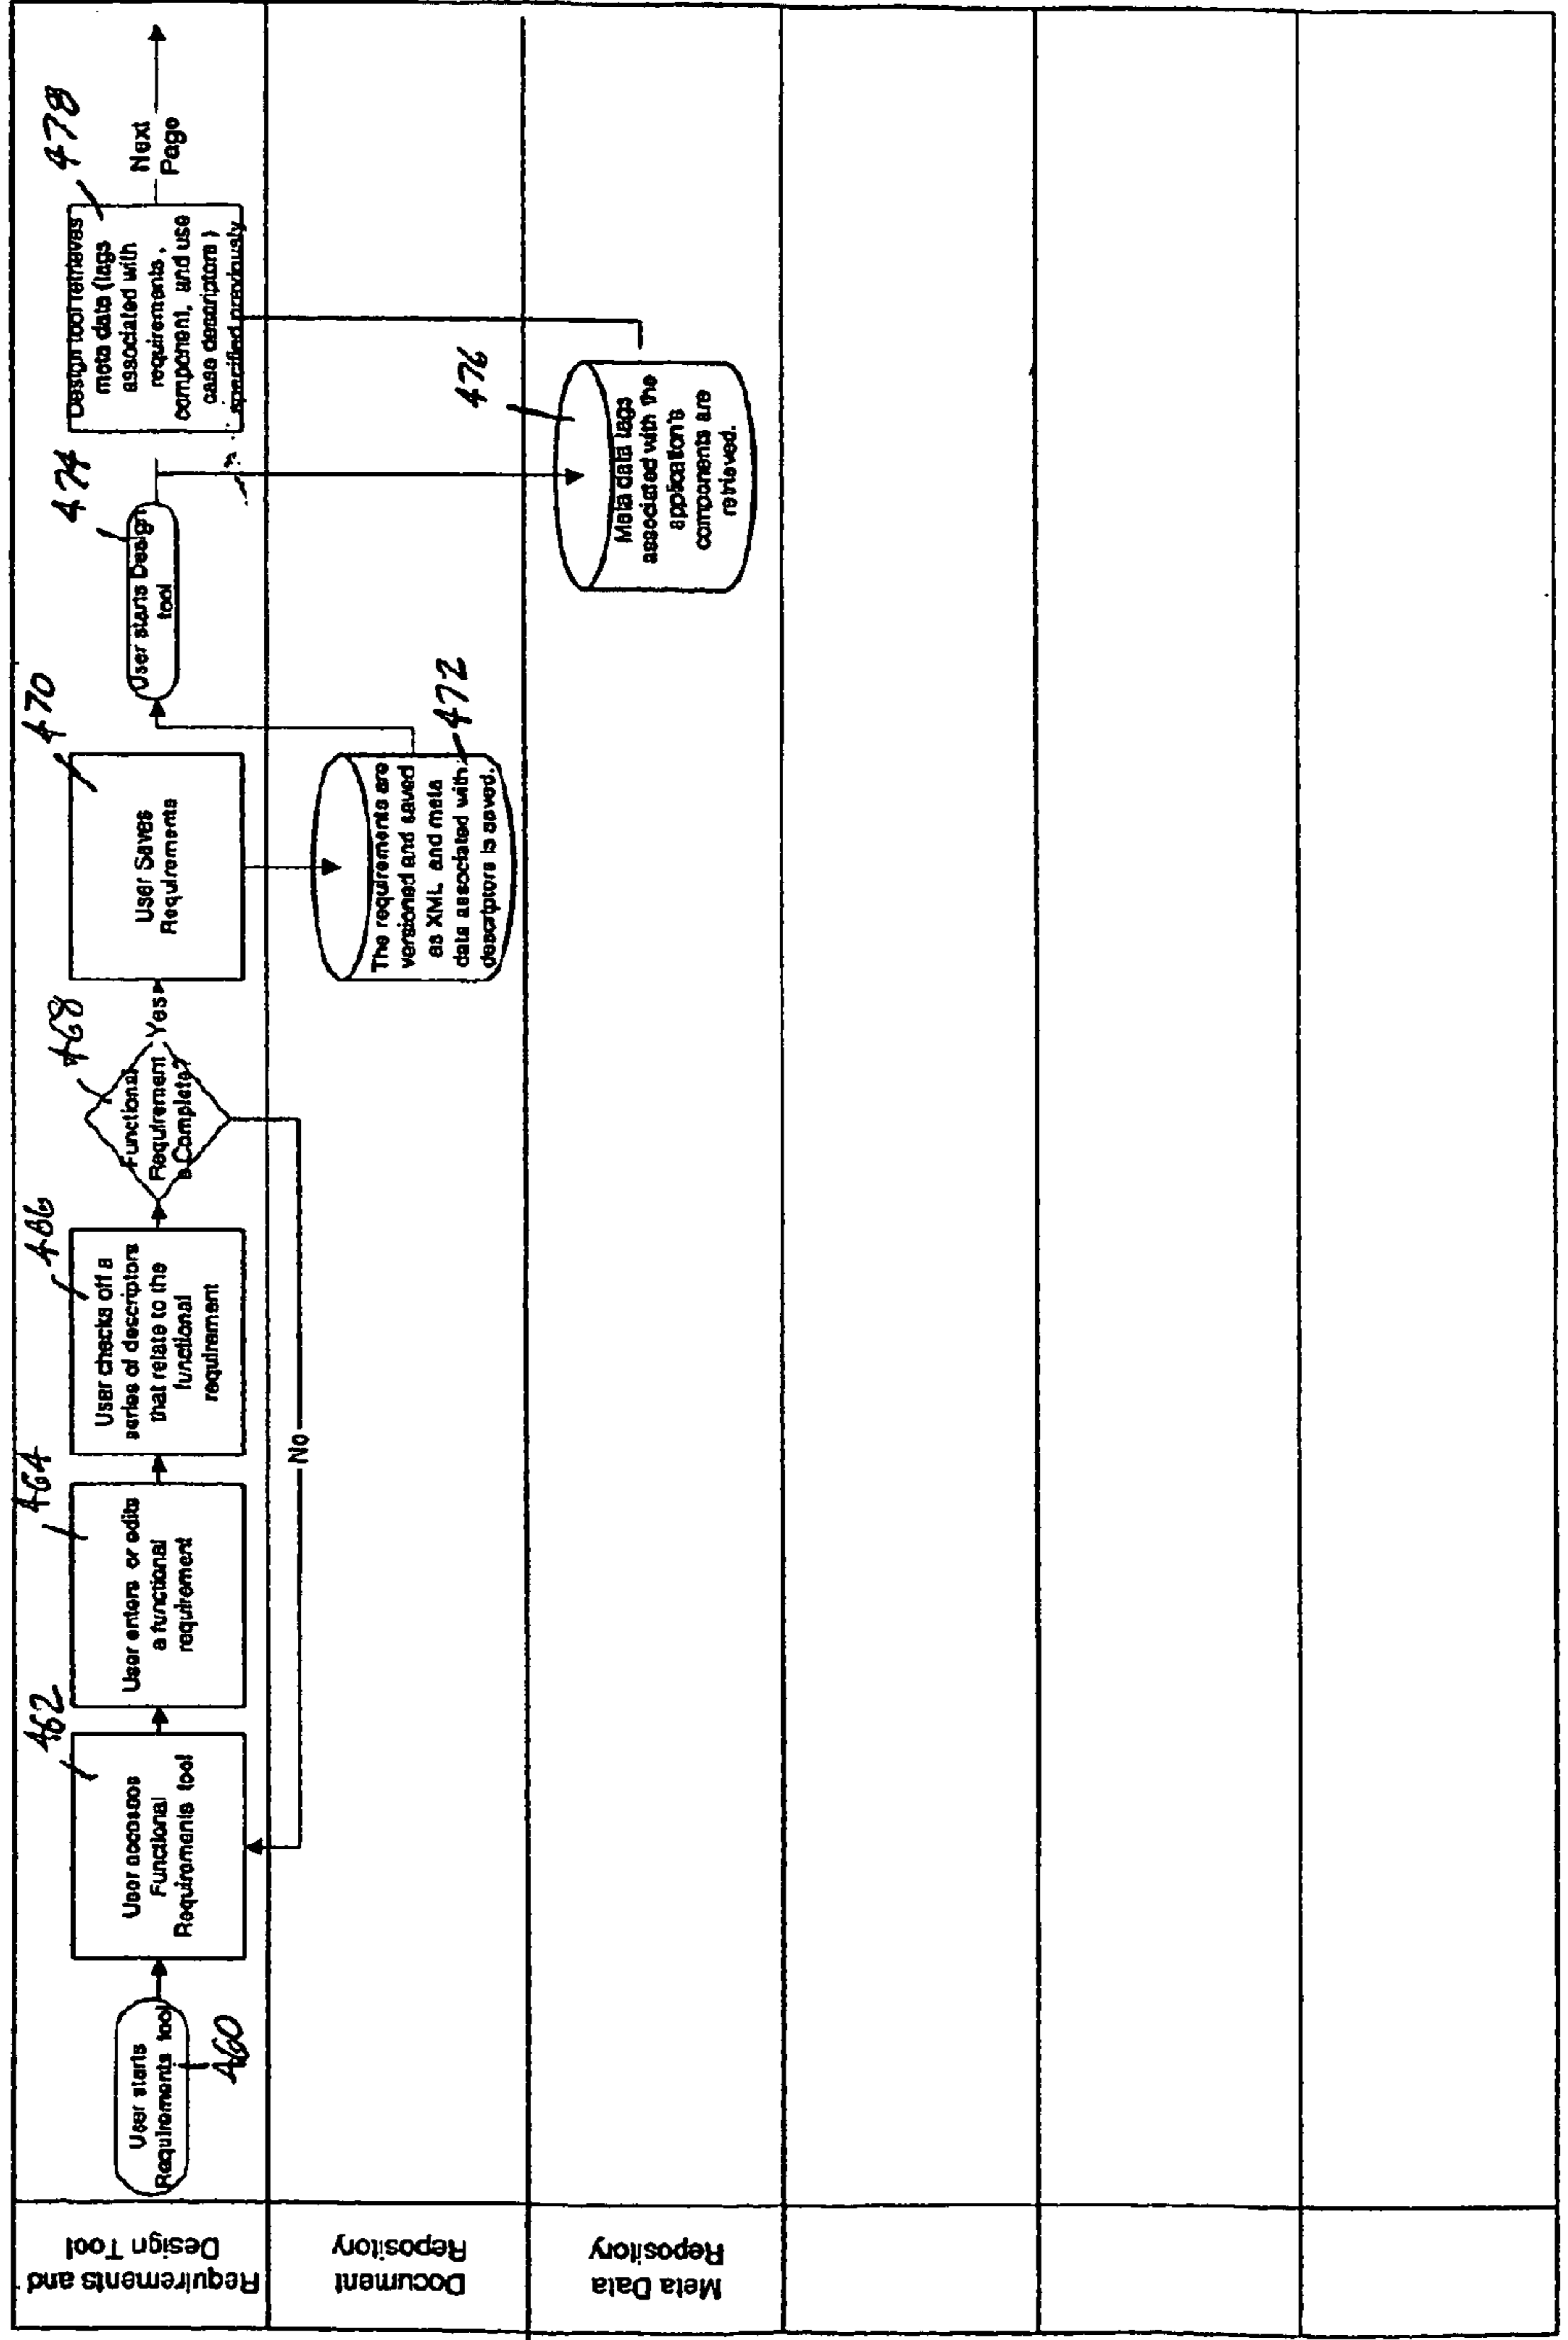 Requirements and
Design Tool
User starts
Requirements tool
460
User accesses
Functional
Requirements tool
462
User enters or edits
a functional
requirement
464
User checks off a
series of descriptors
that relate to the
functional
requirement
466
Functional
Requirement
s Complete?
468
Yes
No
User Saves
Requirements
470
User starts Design
tool
474
Design tool retrieves
meta data (tags
associated with
requirements,
component, and use
case descriptors)
specified previously
478
Next
Page
Document
Repository
The requirements are
versioned and saved
as XML and meta
data associated with
descriptors is saved.
472
Meta Data
Repository
Meta data tags
associated with the
application's
components are
retrieved.
476